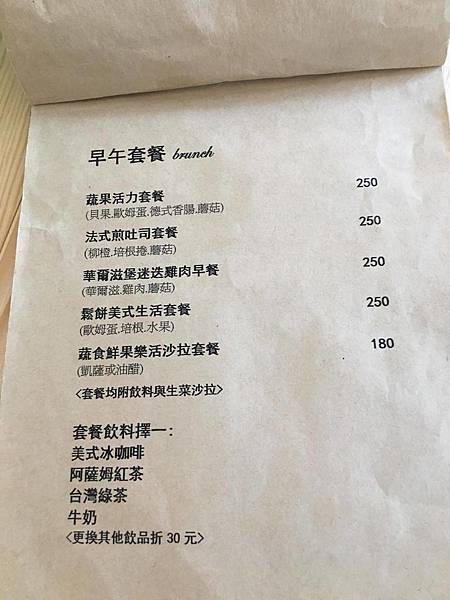 早午套餐 brunch
蔬果活力套餐 250
(貝果.歐姆蛋.德式香腸.蘑菇)
法式煎吐司套餐 250
(柳橙.培根捲.蘑菇)
華爾滋堡迷迭雞肉早餐 250
(華爾滋.雞肉.蘑菇)
鬆餅美式生活套餐 250
(歐姆蛋.培根.水果)
蔬食鮮果樂活沙拉套餐 180
(凱薩或油醋)
<套餐均附飲料與生菜沙拉>
套餐飲料擇一:
美式冰咖啡
阿薩姆紅茶
台灣綠茶
牛奶
<更換其他飲品折 30 元>